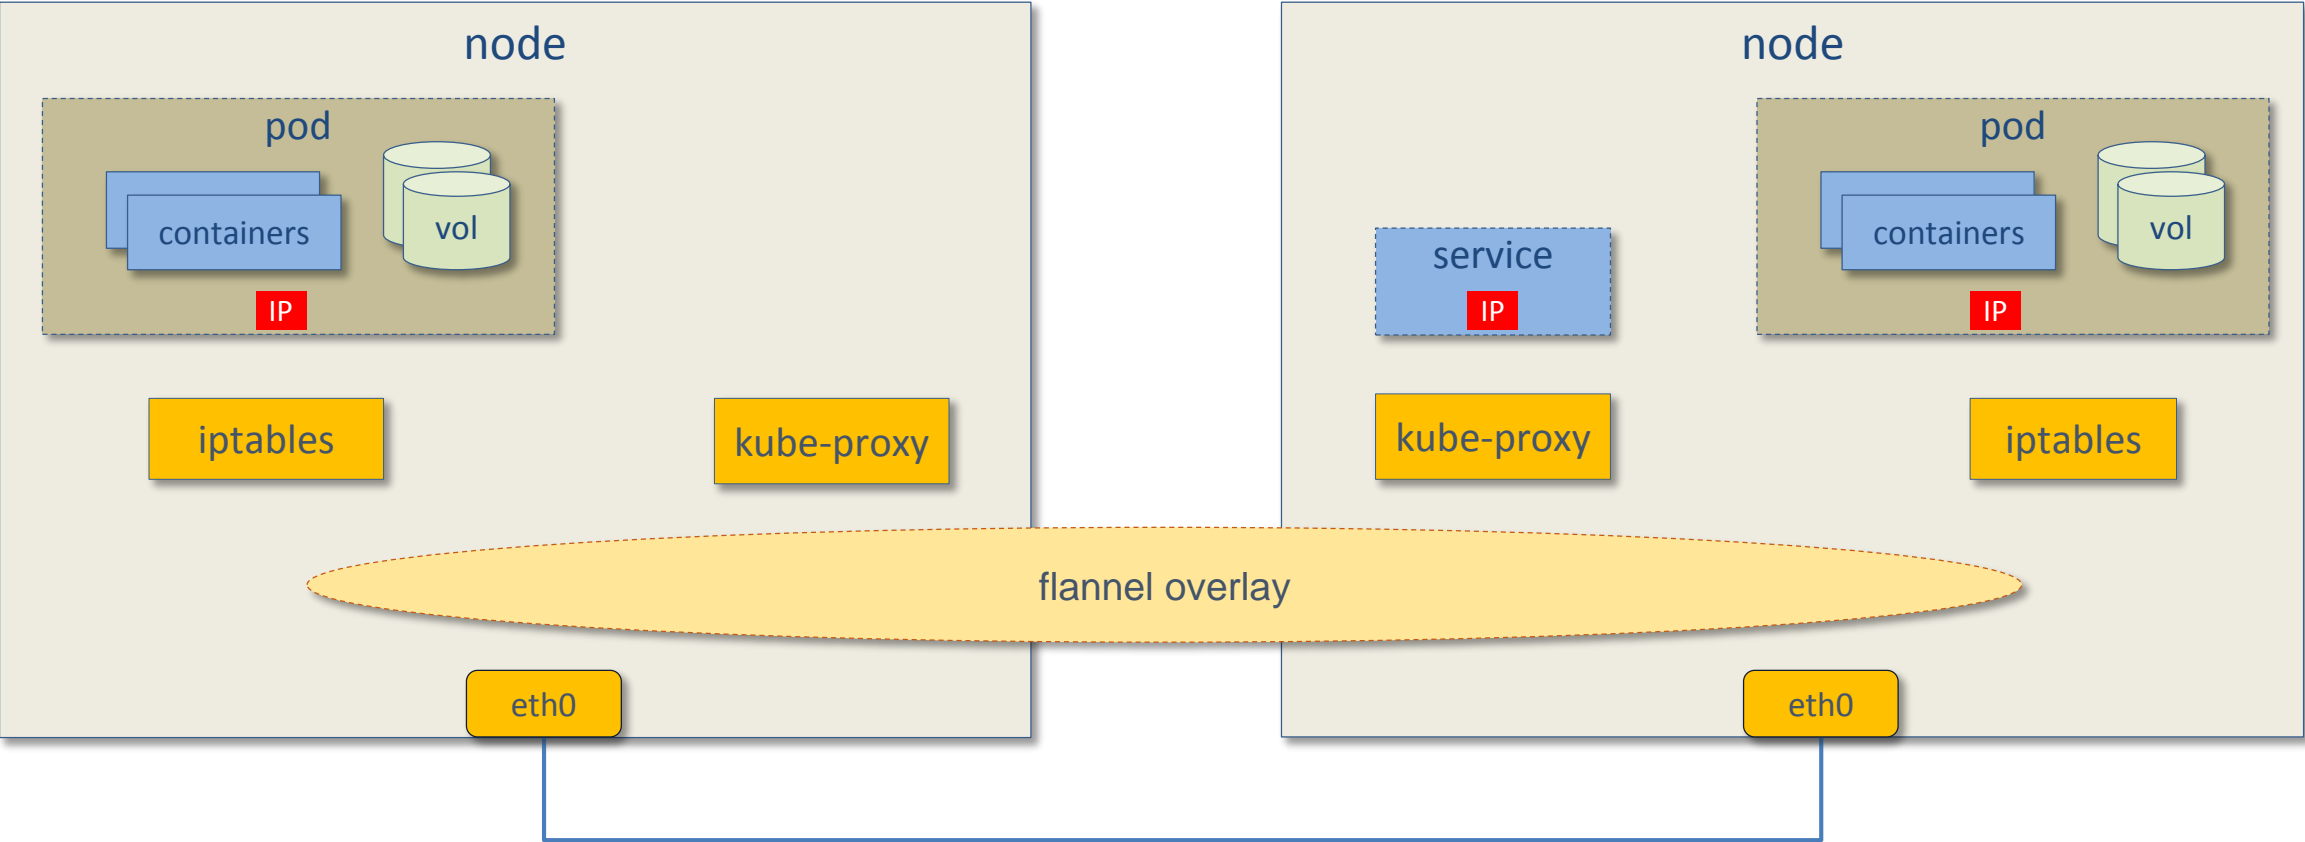 node
pod
containers
vol
IP
iptables
kube-proxy
node
service
IP
pod
containers
vol
IP
kube-proxy
iptables
flannel overlay
eth0
eth0